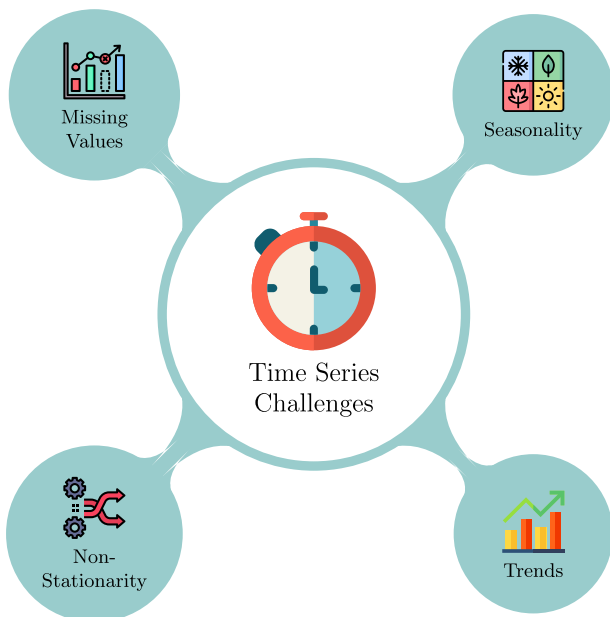 Missing
Values
Seasonality
Time Series
Challenges
Non-
Stationarity
Trends